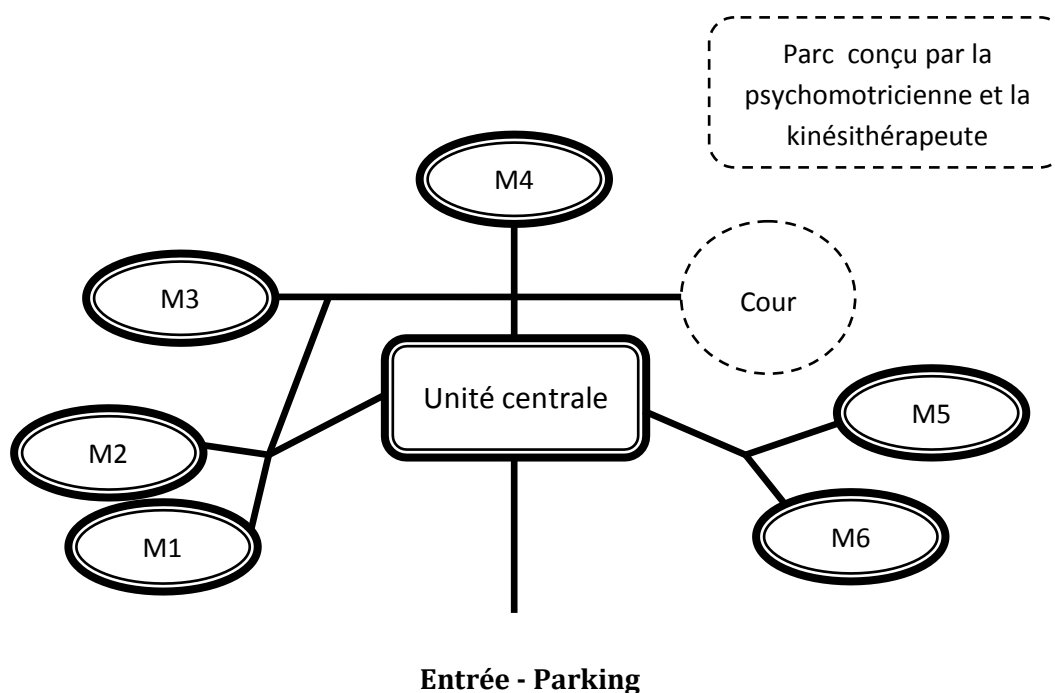 Parc conçu par la
psychomotricienne et la
kinésithérapeute
M4
M3
Cour
Unité centrale
M5
M2
M6
M1
Entrée - Parking